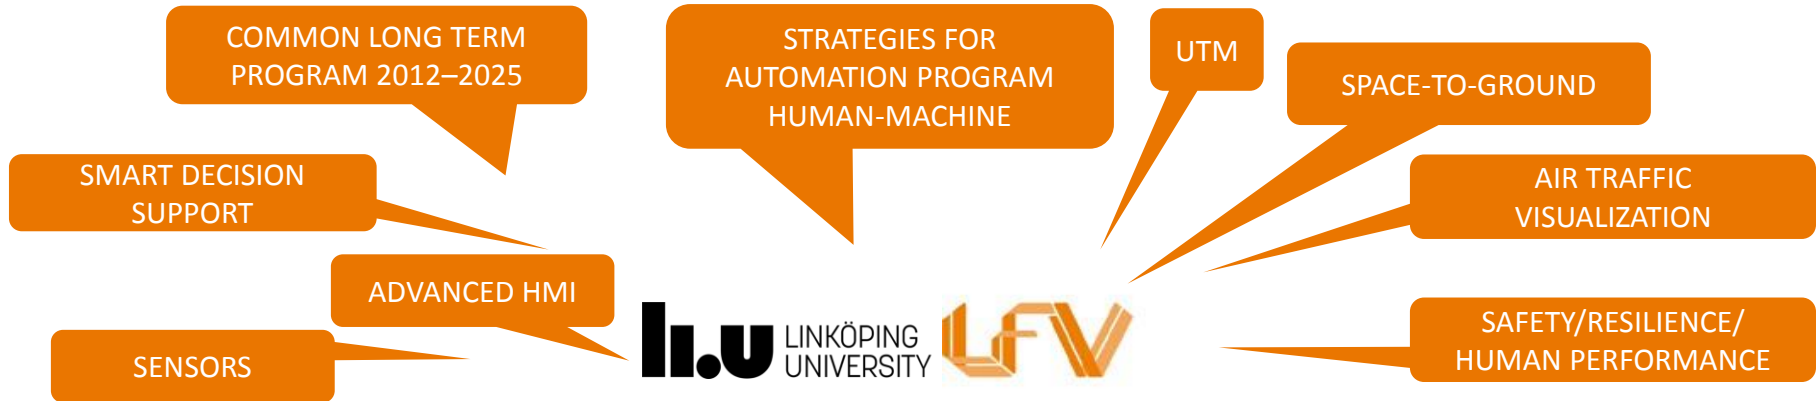 COMMON LONG TERM
PROGRAM 2012–2025
STRATEGIES FOR
AUTOMATION PROGRAM
HUMAN-MACHINE
UTM
SPACE-TO-GROUND
SMART DECISION
SUPPORT
AIR TRAFFIC
VISUALIZATION
ADVANCED HMI
SENSORS
li.u LINKÖPING
UNIVERSITY
LFV
SAFETY/RESILIENCE/
HUMAN PERFORMANCE